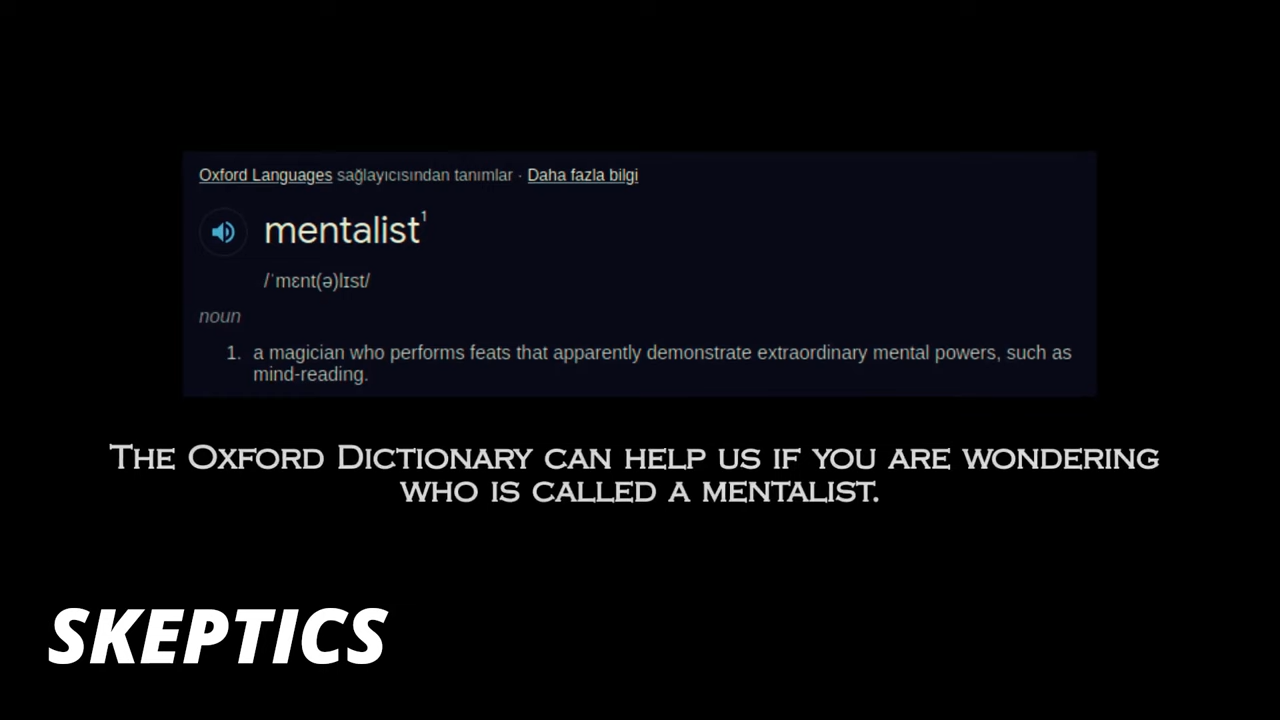 Oxford Languages sağlayıcısından tanımlar · Daha fazla bilgi
mentalist¹
/ˈmɛnt(ə)lɪst/
noun
1. a magician who performs feats that apparently demonstrate extraordinary mental powers, such as
mind-reading.
The Oxford Dictionary can help us if you are wondering
who is called a mentalist.
SKEPTICS